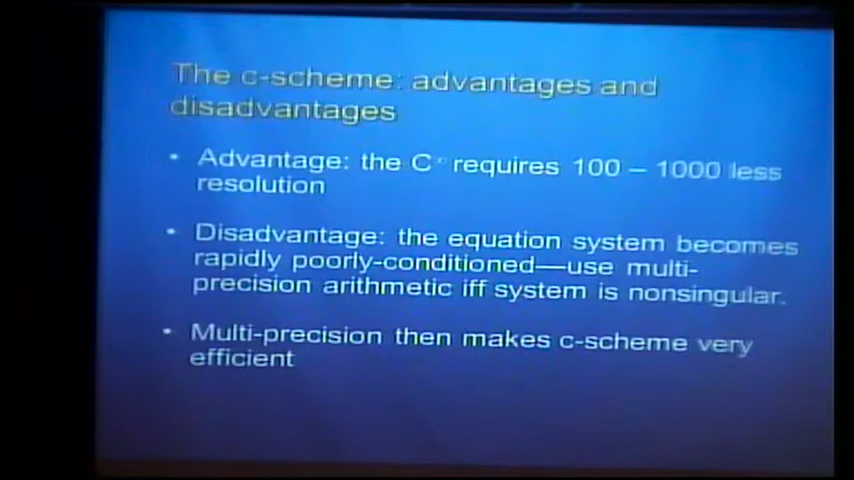 The c-scheme: advantages and
disadvantages
• Advantage: the C∞ requires 100 – 1000 less
resolution
• Disadvantage: the equation system becomes
rapidly poorly-conditioned—use multi-
precision arithmetic iff system is nonsingular.
• Multi-precision then makes c-scheme very
efficient